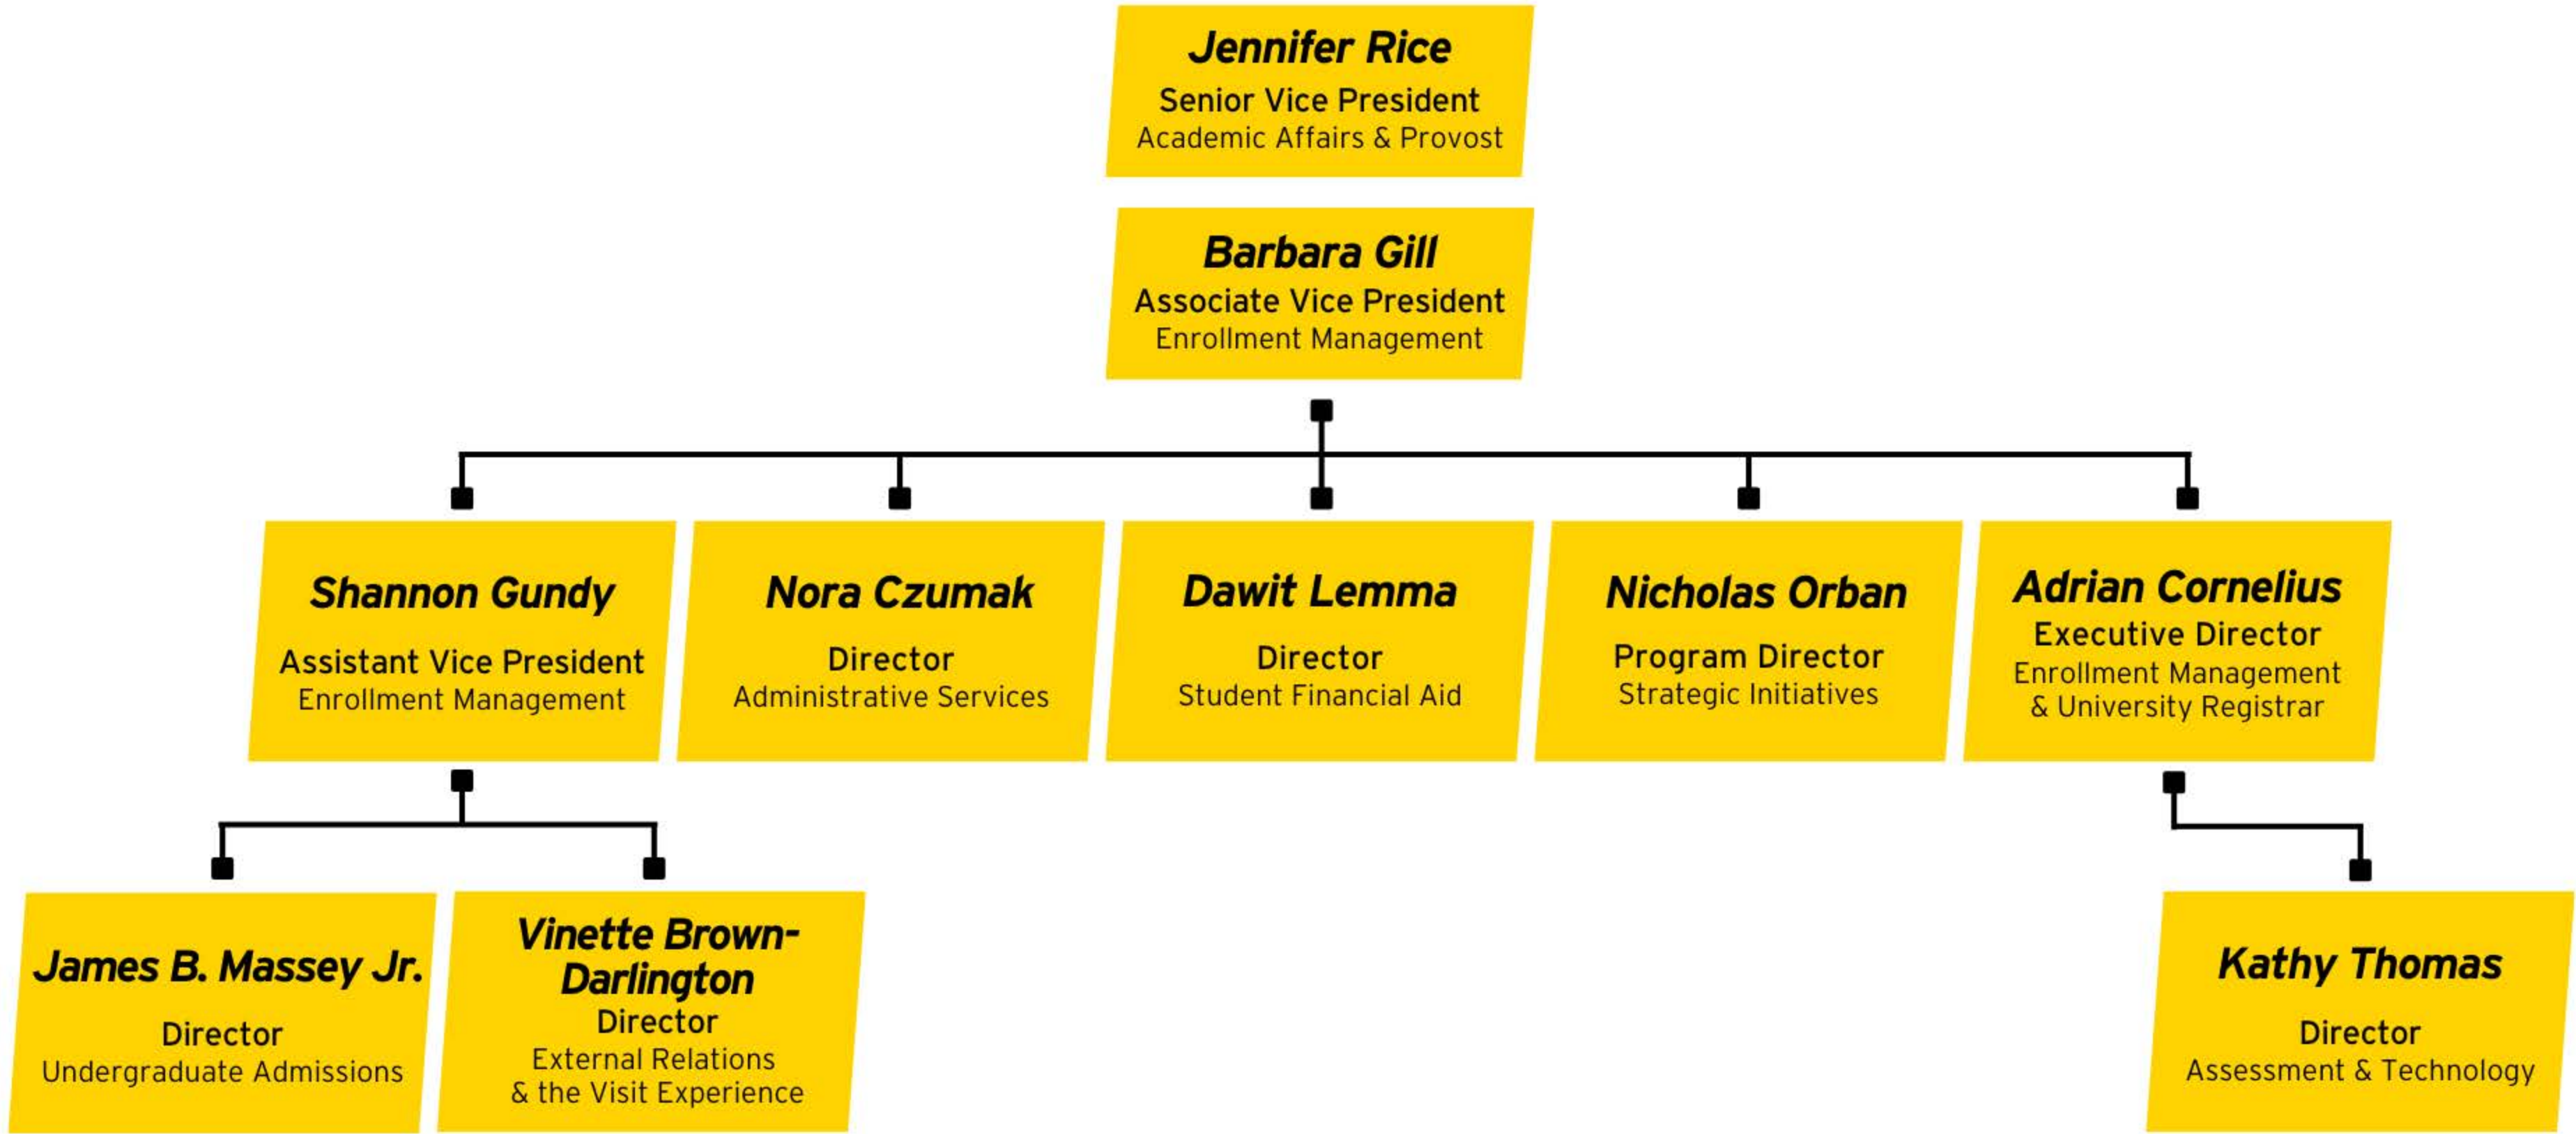 Jennifer Rice
Senior Vice President
Academic Affairs & Provost
Barbara Gill
Associate Vice President
Enrollment Management
Shannon Gundy
Assistant Vice President
Enrollment Management
Nora Czumak
Director
Administrative Services
Dawit Lemma
Director
Student Financial Aid
Nicholas Orban
Program Director
Strategic Initiatives
Adrian Cornelius
Executive Director
Enrollment Management
& University Registrar
James B. Massey Jr.
Director
Undergraduate Admissions
Vinette Brown-
Darlington
Director
External Relations
& the Visit Experience
Kathy Thomas
Director
Assessment & Technology